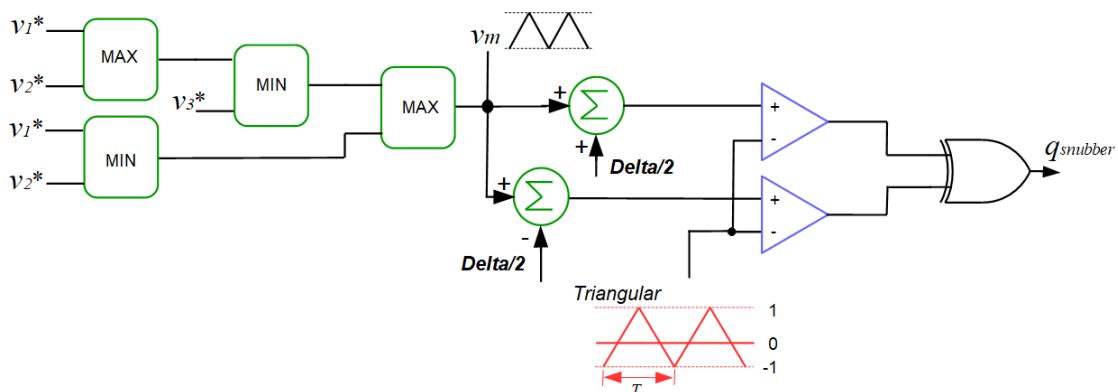 v1*
MAX
v2*
v3*
MIN
v1*
MIN
v2*
MAX
vm
+
Σ
+
Delta/2
+
Σ
-
Delta/2
+
-
+
-
qsnubber
Triangular
1
0
-1
T